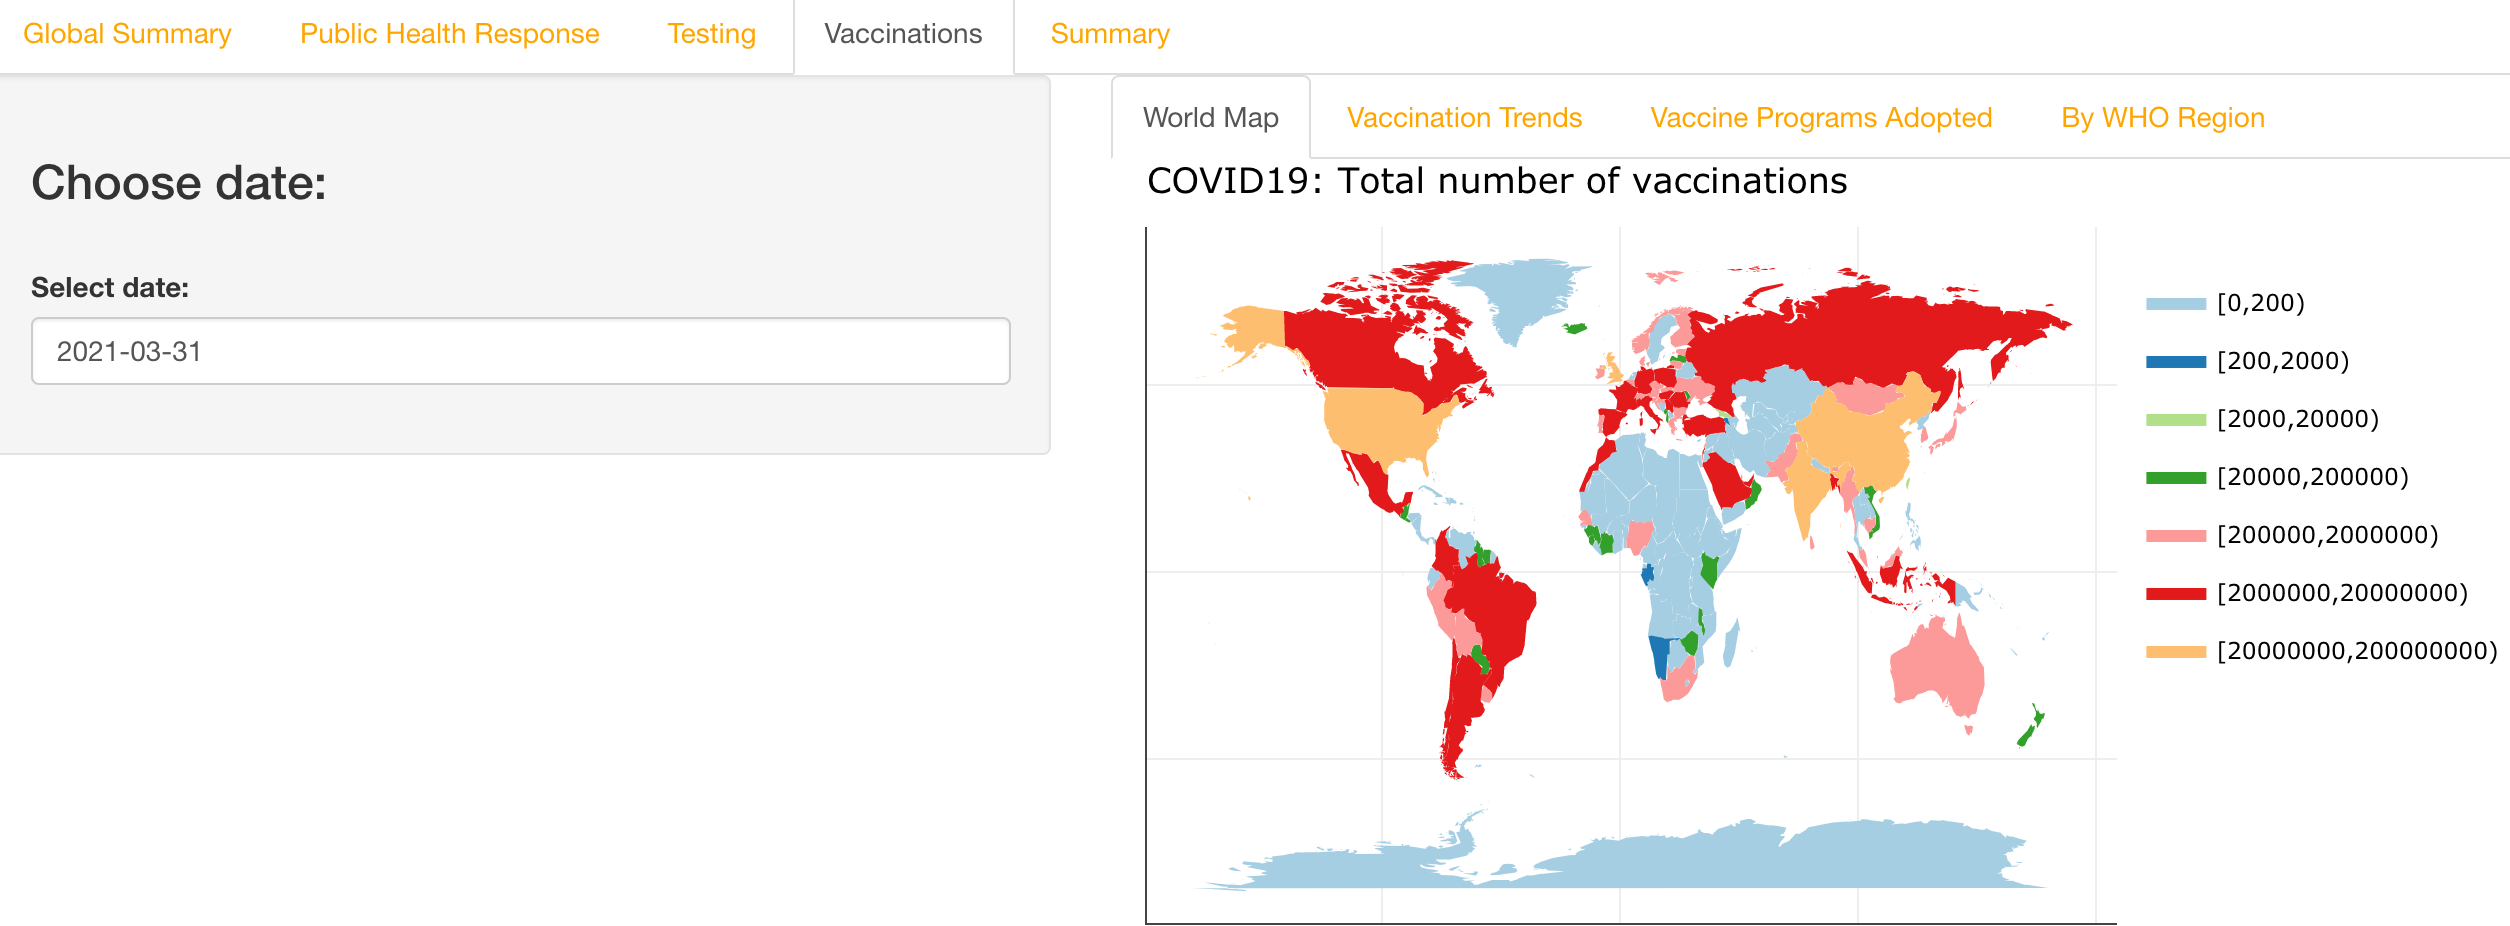 Global Summary Public Health Response Testing Vaccinations Summary
World Map Vaccination Trends Vaccine Programs Adopted By WHO Region
Choose date:
Select date:
2021-03-31
COVID19: Total number of vaccinations
[0,200)
[200,2000)
[2000,20000)
[20000,200000)
[200000,2000000)
[2000000,20000000)
[20000000,200000000)